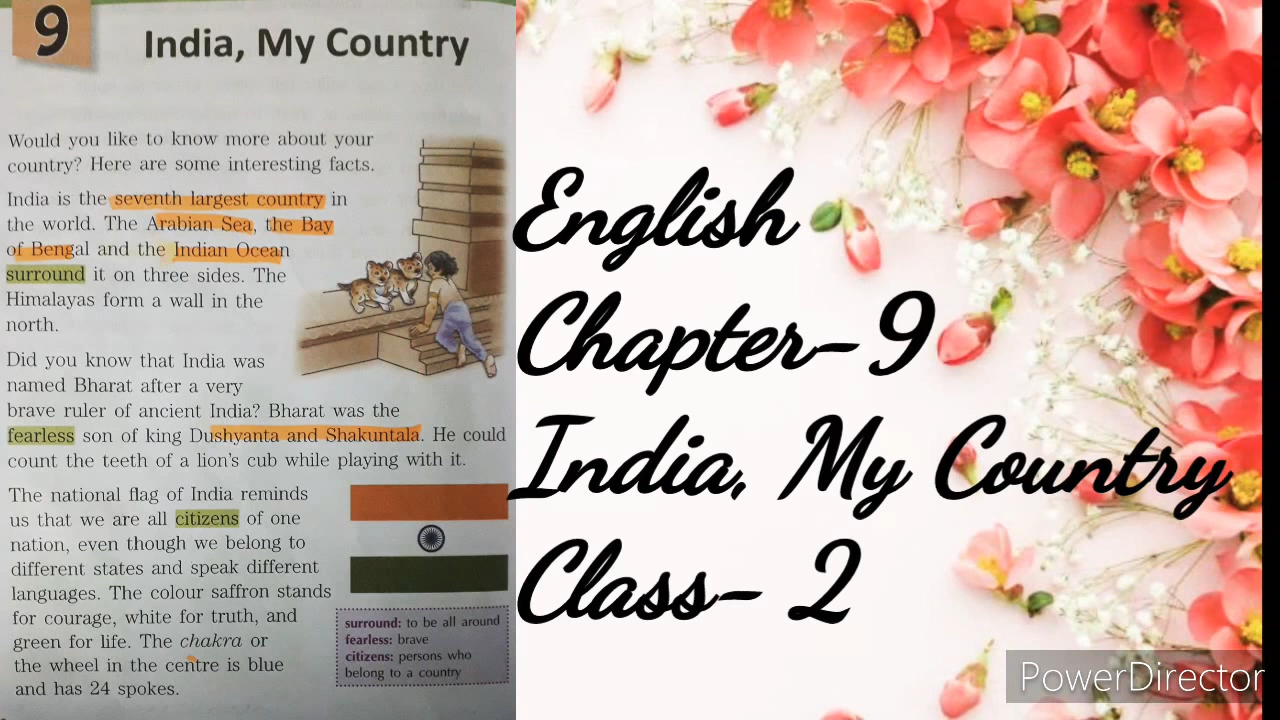 9
India, My Country
Would you like to know more about your
country? Here are some interesting facts.
India is the seventh largest country in
the world. The Arabian Sea, the Bay
of Bengal and the Indian Ocean
surround it on three sides. The
Himalayas form a wall in the
north.
Did you know that India was
named Bharat after a very
brave ruler of ancient India? Bharat was the
fearless son of king Dushyanta and Shakuntala. He could
count the teeth of a lion's cub while playing with it.
The national flag of India reminds
us that we are all citizens of one
nation, even though we belong to
different states and speak different
languages. The colour saffron stands
for courage, white for truth, and
green for life. The chakra or
the wheel in the centre is blue
and has 24 spokes.
surround: to be all around
fearless: brave
citizens: persons who
belong to a country
English
Chapter-9
India, My Country
Class- 2
PowerDirector